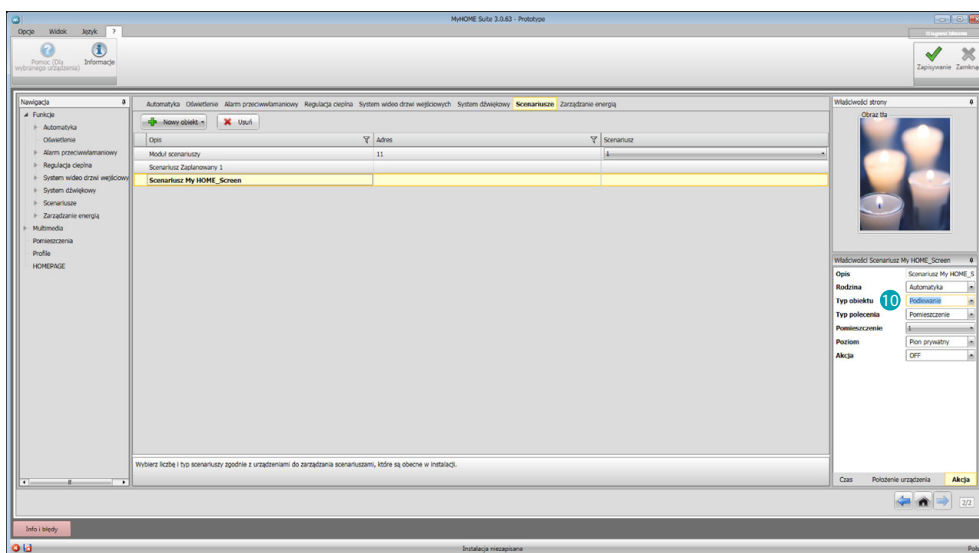 MyHOME Suite 3.0.63 - Prototype
Opcje Widok Język ?
Pomoc (Dla
wybranego urządzenia)
Informacje
Zapisywanie Zamkną
Nawigacja
Funkcje
Automatyka
Oświetlenie
Alarm przeciwwłamaniowy
Regulacja cieplna
System wideo drzwi wejściowy
System dźwiękowy
Scenariusze
Zarządzanie energią
Multimedia
Pomieszczenia
Profile
HOMEPAGE
Automatyka Oświetlenie Alarm przeciwwłamaniowy Regulacja cieplna System wideo drzwi wejściowych System dźwiękowy Scenariusze Zarządzanie energią
Nowy obiekt Usuń
Opis Adres Scenariusz
Moduł scenariuszy 11 1
Scenariusz Zaplanowany 1
Scenariusz My HOME_Screen
Wybierz liczbę i typ scenariuszy zgodnie z urządzeniami do zarządzania scenariuszami, które są obecne w instalacji.
Właściwości strony
Obraz tła
Właściwości Scenariusz My HOME_Screen
Opis Scenariusz My HOME_S
Rodzina Automatyka
Typ obiektu 10 Podlewanie
Typ polecenia Pomieszczenie
Pomieszczenie 1
Poziom Pion prywatny
Akcja OFF
Czas Położenie urządzenia Akcja
2/2
Info i błędy
Instalacja niezapisana